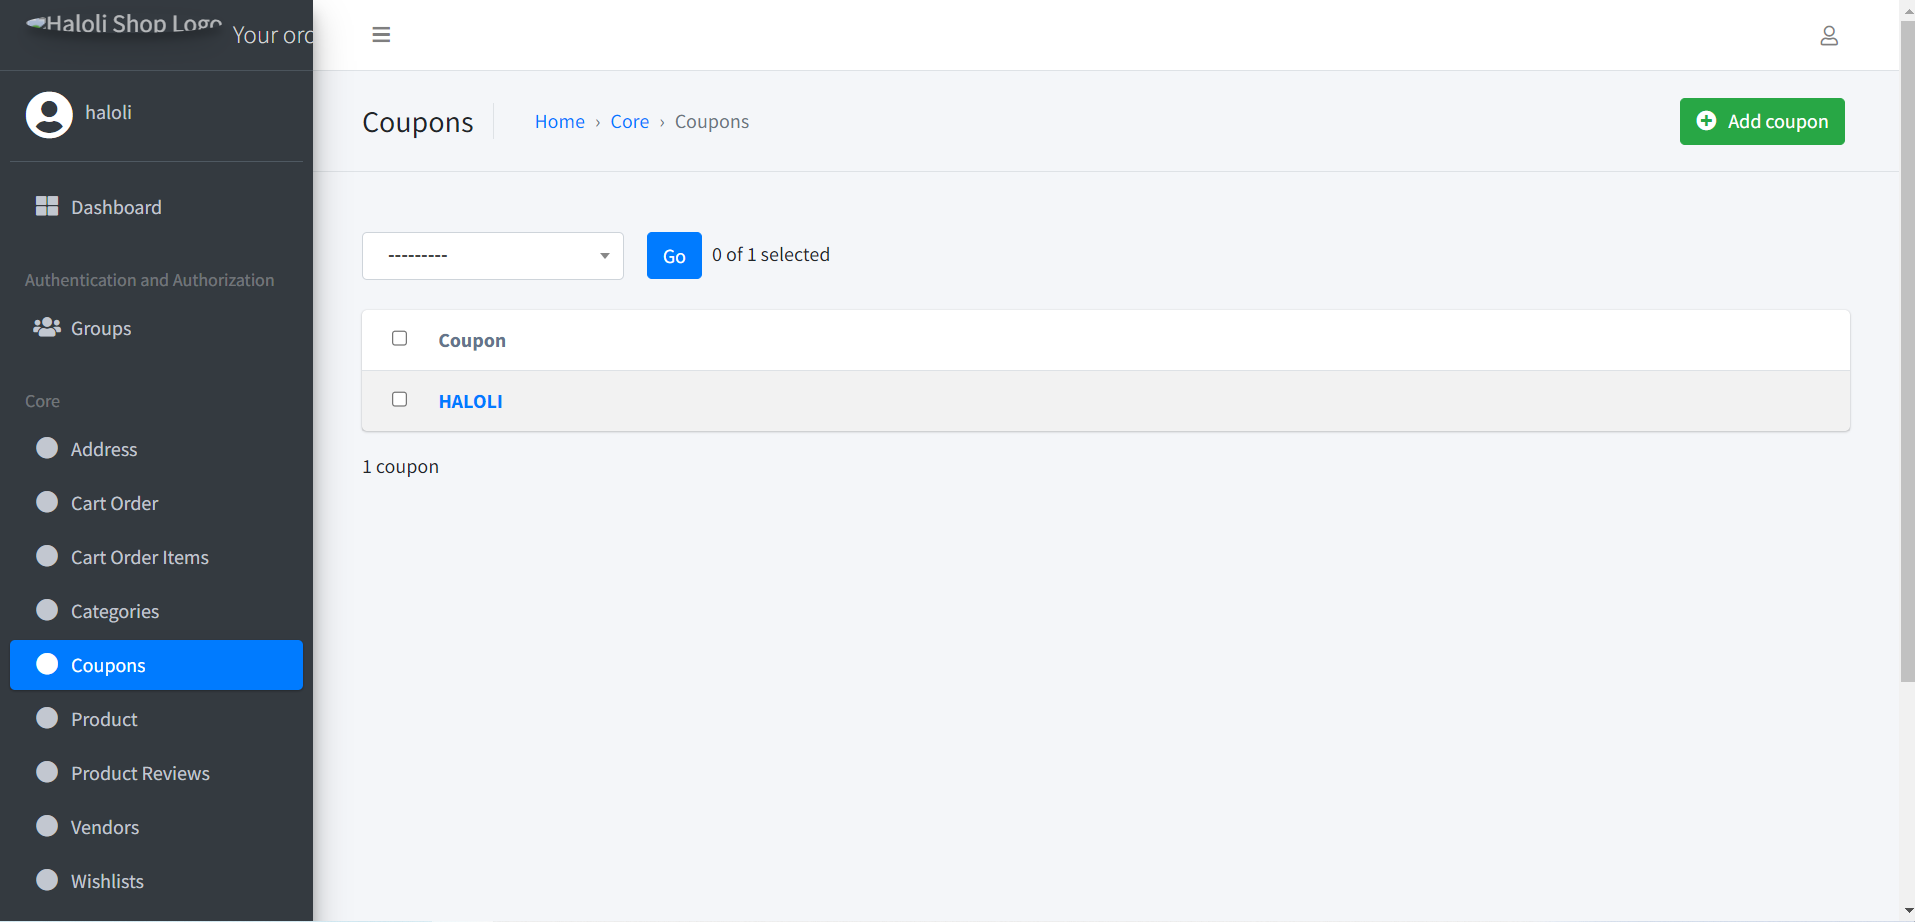 Haloli Shop Logo
Your
haloli
Dashboard
Authentication and Authorization
Groups
Core
Address
Cart Order
Cart Order Items
Categories
Coupons
Product
Product Reviews
Vendors
Wishlists
Coupons
Home › Core › Coupons
Add coupon
---------
Go
0 of 1 selected
Coupon
HALOLI
1 coupon